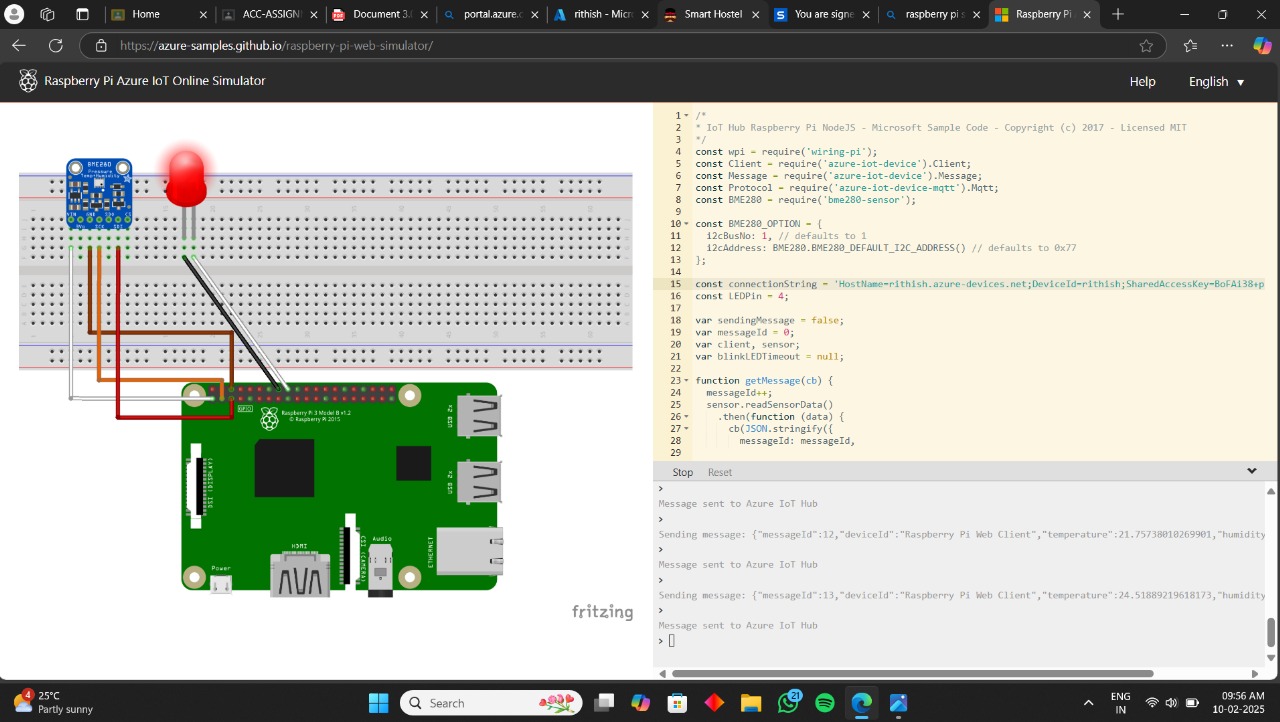 Home
ACC-ASSIGN
Document 3.
portal.azure.c
rithish - Micro
Smart Hostel
You are signe
raspberry pi s
Raspberry Pi
https://azure-samples.github.io/raspberry-pi-web-simulator/
Raspberry Pi Azure IoT Online Simulator
Help
English
BME280
Pressure
Temp+Humidity
GPIO
Raspberry Pi 3 Model B v1.2
© Raspberry Pi 2015
USB 2x
USB 2x
DSI (DISPLAY)
HDMI
CSI (CAMERA)
Audio
ETHERNET
Power
fritzing
1 /*
2 * IoT Hub Raspberry Pi NodeJS - Microsoft Sample Code - Copyright (c) 2017 - Licensed MIT
3 */
4 const wpi = require('wiring-pi');
5 const Client = require('azure-iot-device').Client;
6 const Message = require('azure-iot-device').Message;
7 const Protocol = require('azure-iot-device-mqtt').Mqtt;
8 const BME280 = require('bme280-sensor');
9
10 const BME280_OPTION = {
11 i2cBusNo: 1, // defaults to 1
12 i2cAddress: BME280.BME280_DEFAULT_I2C_ADDRESS() // defaults to 0x77
13 };
14
15 const connectionString = 'HostName=rithish.azure-devices.net;DeviceId=rithish;SharedAccessKey=BoFAi38+p
16 const LEDPin = 4;
17
18 var sendingMessage = false;
19 var messageId = 0;
20 var client, sensor;
21 var blinkLEDTimeout = null;
22
23 function getMessage(cb) {
24 messageId++;
25 sensor.readSensorData()
26 .then(function (data) {
27 cb(JSON.stringify({
28 messageId: messageId,
29
Stop Reset
>
Message sent to Azure IoT Hub
>
Sending message: {"messageId":12,"deviceId":"Raspberry Pi Web Client","temperature":21.75738010269901,"humidity
>
Message sent to Azure IoT Hub
>
Sending message: {"messageId":13,"deviceId":"Raspberry Pi Web Client","temperature":24.51889219618173,"humidity
>
Message sent to Azure IoT Hub
>
4
25°C
Partly sunny
Search
21
ENG
IN
09:56 AM
10-02-2025